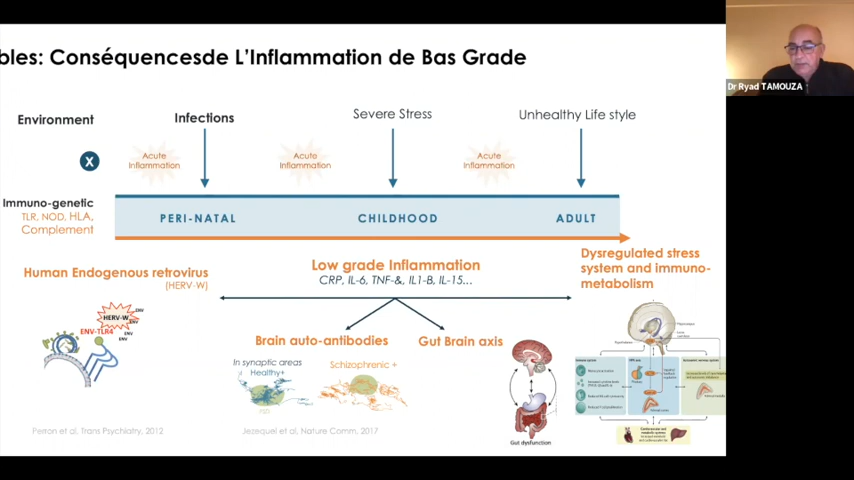 bles: Conséquencesde L'Inflammation de Bas Grade
Dr Ryad TAMOUZA
Environment
Infections
Severe Stress
Unhealthy Life style
X
Acute
Inflammation
Acute
Inflammation
Acute
Inflammation
Immuno-genetic
TLR, NOD, HLA,
Complement
PERI-NATAL
CHILDHOOD
ADULT
Human Endogenous retrovirus
(HERV-W)
Low grade Inflammation
CRP, IL-6, TNF-&, IL1-B, IL-15...
Dysregulated stress
system and immuno-
metabolism
HERV-W
ENV
ENV
ENV
ENV
ENV-TLR4
Brain auto-antibodies
Gut Brain axis
In synaptic areas
Healthy+
Schizophrenic +
Gut dysfunction
Perron et al, Trans Psychiatry, 2012
Jezequel et al, Nature Comm, 2017